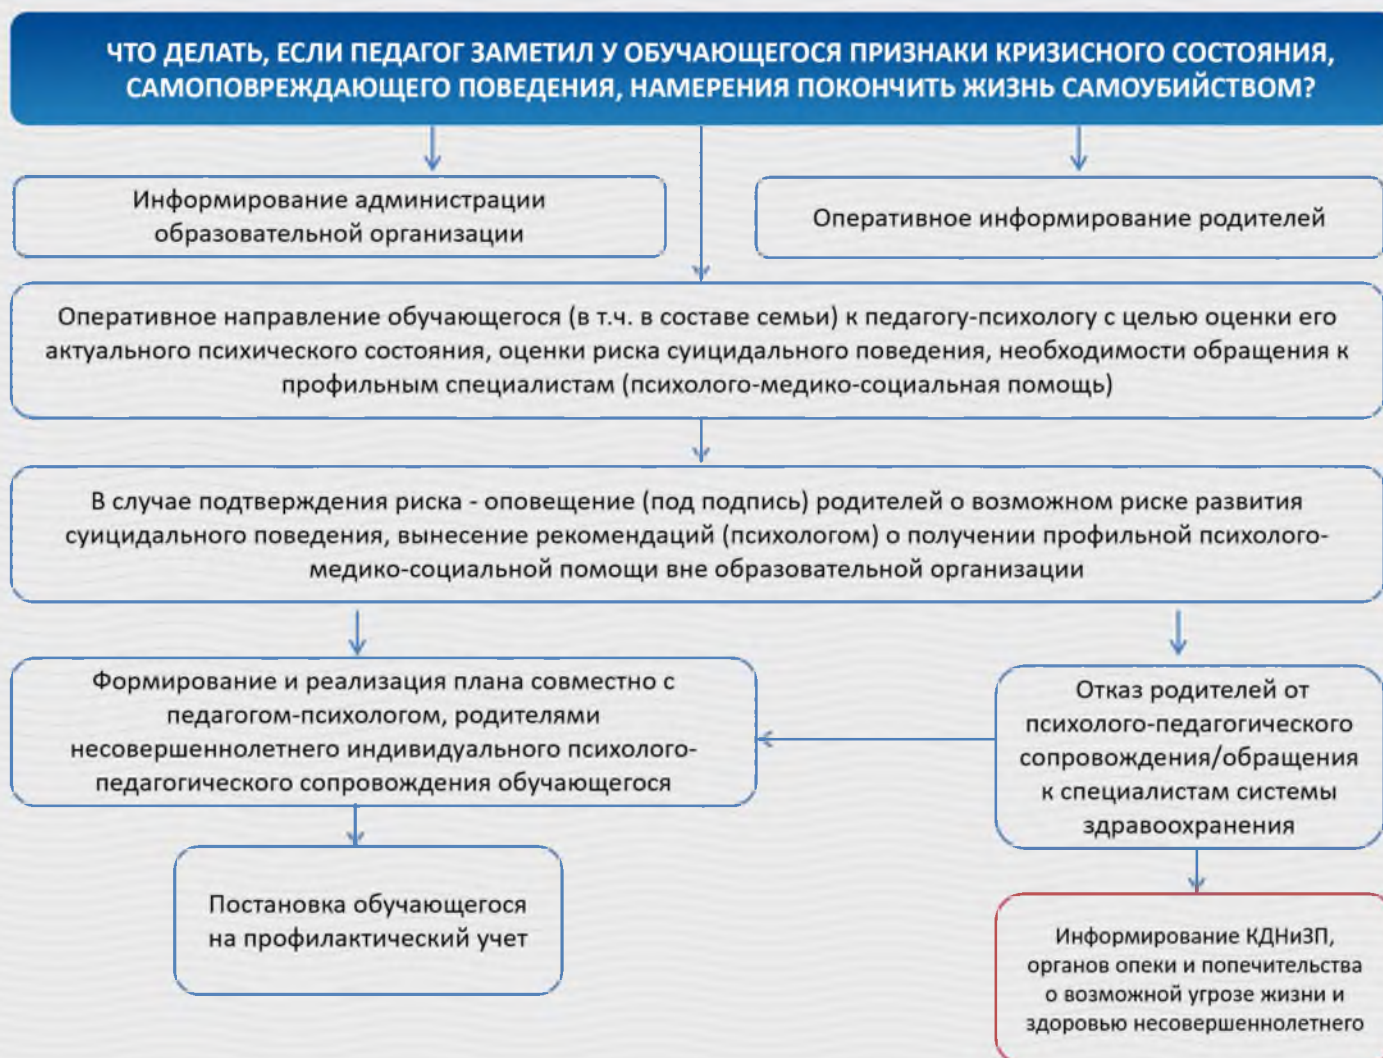 ЧТО ДЕЛАТЬ, ЕСЛИ ПЕДАГОГ ЗАМЕТИЛ У ОБУЧАЮЩЕГОСЯ ПРИЗНАКИ КРИЗИСНОГО СОСТОЯНИЯ,
САМОПОВРЕЖДАЮЩЕГО ПОВЕДЕНИЯ, НАМЕРЕНИЯ ПОКОНЧИТЬ ЖИЗНЬ САМОУБИЙСТВОМ?
Информирование администрации
образовательной организации
Оперативное информирование родителей
Оперативное направление обучающегося (в т.ч. в составе семьи) к педагогу-психологу с целью оценки его
актуального психического состояния, оценки риска суицидального поведения, необходимости обращения к
профильным специалистам (психолого-медико-социальная помощь)
В случае подтверждения риска - оповещение (под подпись) родителей о возможном риске развития
суицидального поведения, вынесение рекомендаций (психологом) о получении профильной психолого-
медико-социальной помощи вне образовательной организации
Формирование и реализация плана совместно с
педагогом-психологом, родителями
несовершеннолетнего индивидуального психолого-
педагогического сопровождения обучающегося
Отказ родителей от
психолого-педагогического
сопровождения/обращения
к специалистам системы
здравоохранения
Постановка обучающегося
на профилактический учет
Информирование КДНиЗП,
органов опеки и попечительства
о возможной угрозе жизни и
здоровью несовершеннолетнего